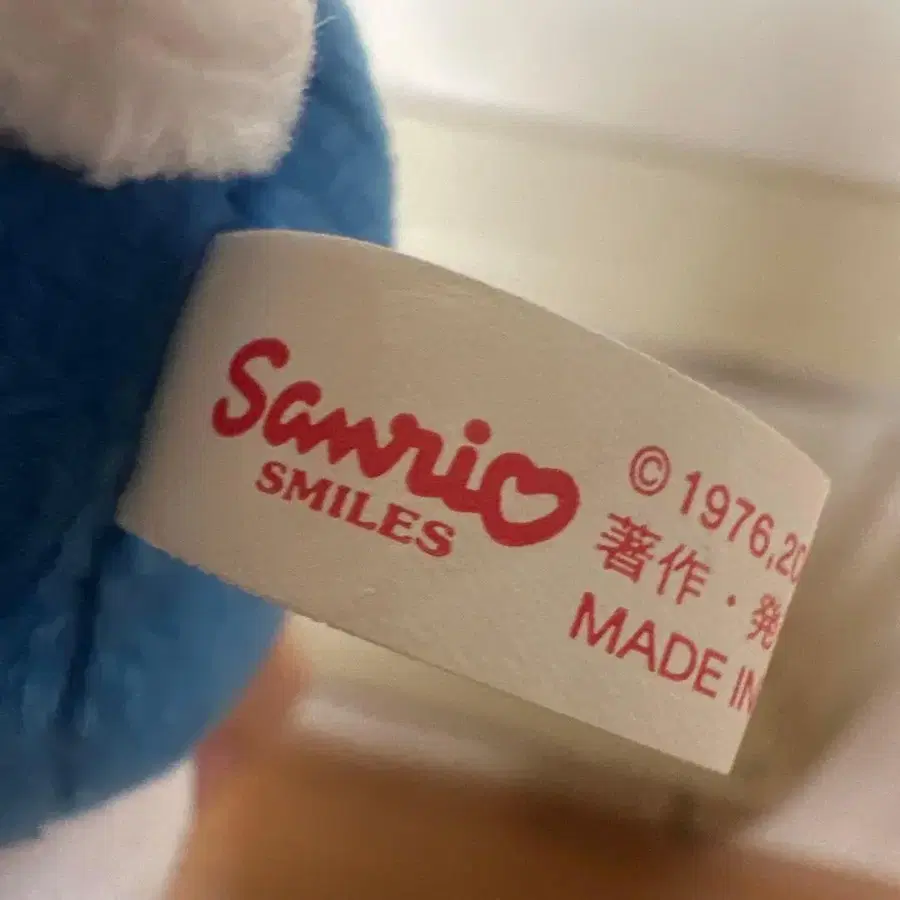 Sanrio
SMILES
© 1976,20
著作・発
MADE IN